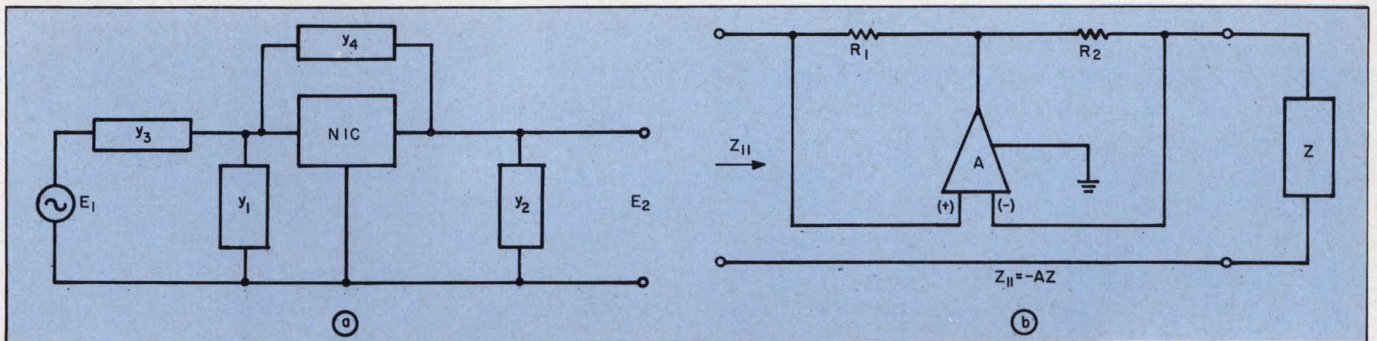 y4
y3
NIC
E1
y1
y2
E2
a
R1
R2
Z11
A
Z
(+)
(-)
Z11=-AZ
b